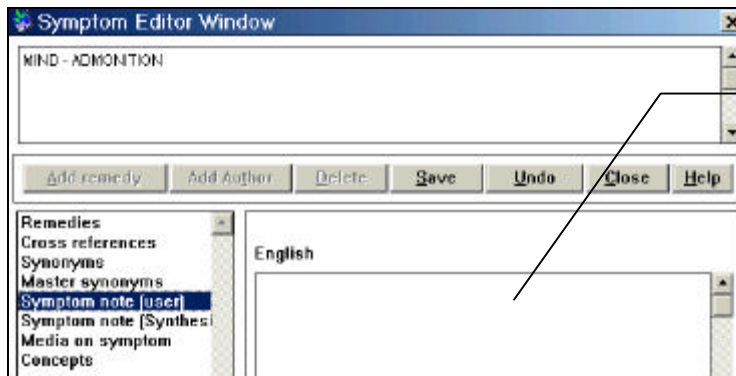 Symptom Editor Window
MIND - ADMONITION
Add remedy Add Author Delete Save Undo Close Help
Remedies
Cross references
Synonyms
Master synonyms
Symptom note (user)
Symptom note (Synthesi
Media on symptom
Concepts
English